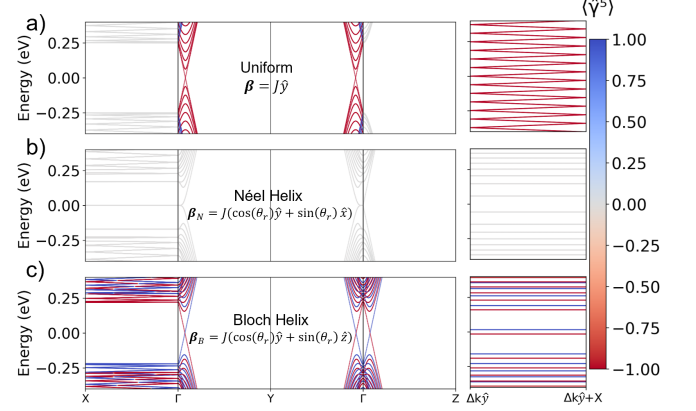 ⟨γ̂⁵⟩
a)
Energy (eV)
0.25
0.00
−0.25
Uniform
β = Jŷ
b)
Energy (eV)
0.25
0.00
−0.25
Néel Helix
β_N = J(cos(θ_r)ŷ + sin(θ_r) x̂)
c)
Energy (eV)
0.25
0.00
−0.25
Bloch Helix
β_B = J(cos(θ_r)ŷ + sin(θ_r) ẑ)
X Γ Y Γ Z
Δkŷ Δkŷ+X
1.00
0.75
0.50
0.25
0.00
−0.25
−0.50
−0.75
−1.00